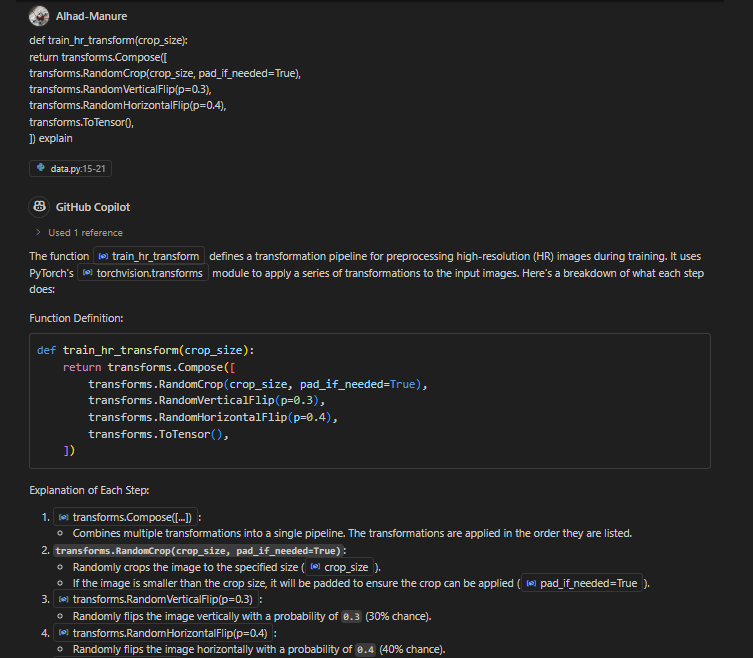 Alhad-Manure
def train_hr_transform(crop_size):
return transforms.Compose([
transforms.RandomCrop(crop_size, pad_if_needed=True),
transforms.RandomVerticalFlip(p=0.3),
transforms.RandomHorizontalFlip(p=0.4),
transforms.ToTensor(),
]) explain
data.py:15-21
GitHub Copilot
Used 1 reference
The function train_hr_transform defines a transformation pipeline for preprocessing high-resolution (HR) images during training. It uses
PyTorch's torchvision.transforms module to apply a series of transformations to the input images. Here's a breakdown of what each step
does:
Function Definition:
def train_hr_transform(crop_size):
    return transforms.Compose([
        transforms.RandomCrop(crop_size, pad_if_needed=True),
        transforms.RandomVerticalFlip(p=0.3),
        transforms.RandomHorizontalFlip(p=0.4),
        transforms.ToTensor(),
    ])
Explanation of Each Step:
1. transforms.Compose([...]) :
Combines multiple transformations into a single pipeline. The transformations are applied in the order they are listed.
2. transforms.RandomCrop(crop_size, pad_if_needed=True):
Randomly crops the image to the specified size ( crop_size ).
If the image is smaller than the crop size, it will be padded to ensure the crop can be applied ( pad_if_needed=True ).
3. transforms.RandomVerticalFlip(p=0.3) :
Randomly flips the image vertically with a probability of 0.3 (30% chance).
4. transforms.RandomHorizontalFlip(p=0.4) :
Randomly flips the image horizontally with a probability of 0.4 (40% chance).